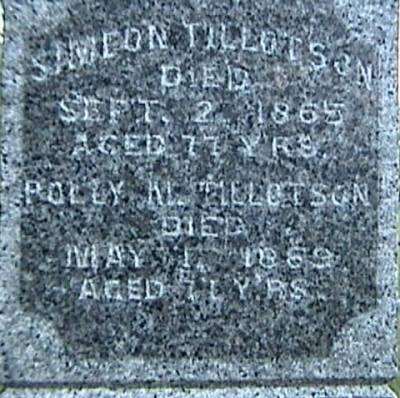 SIMEON TILLOTSON
DIED
SEPT. 2, 1865
AGED 77 YRS.
POLLY M. TILLOTSON
DIED
MAY 1, 1869
AGED 71 YRS.